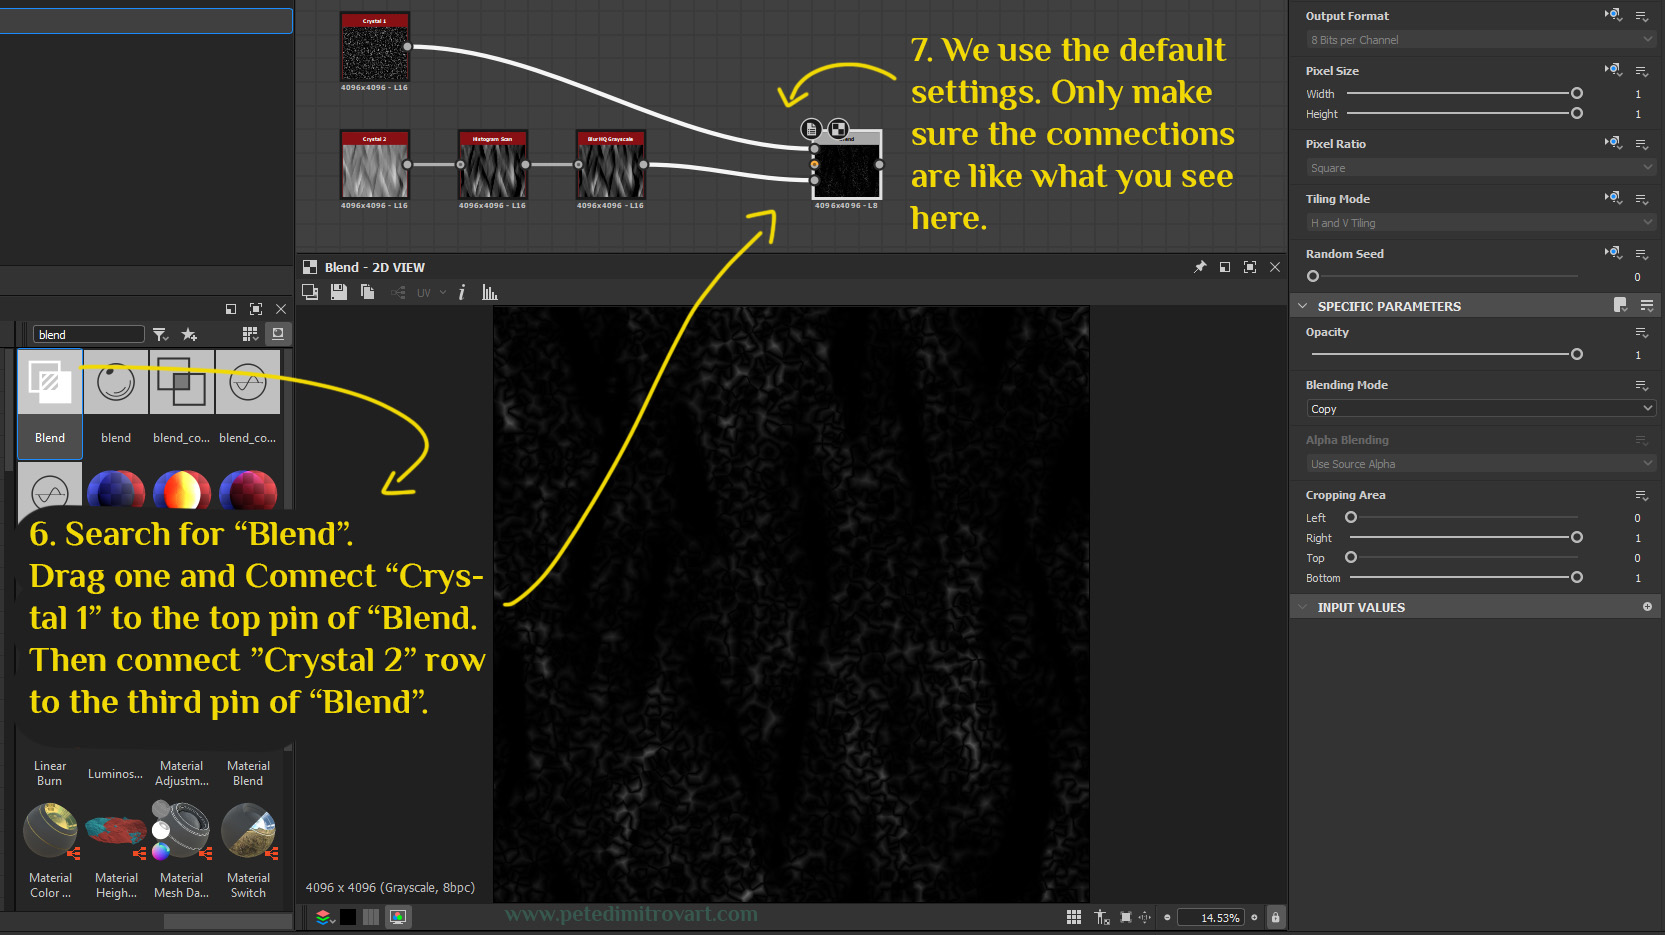 Crystal 1
4096x4096 - L16
Crystal 2
Histogram Scan
Blur HQ Grayscale
Blend
4096x4096 - L16
4096x4096 - L16
4096x4096 - L16
4096x4096 - L8
7. We use the default
settings. Only make
sure the connections
are like what you see
here.
Blend - 2D VIEW
UV
blend
Blend
blend
blend_co...
blend_co...
6. Search for “Blend”.
Drag one and Connect “Crys-
tal 1” to the top pin of “Blend.
Then connect ”Crystal 2” row
to the third pin of “Blend”.
Linear
Burn
Luminos...
Material
Adjustm...
Material
Blend
Material
Color ...
Material
Heigh...
Material
Mesh Da...
Material
Switch
4096 x 4096 (Grayscale, 8bpc)
www.petedimitrovart.com
14.53%
Output Format
8 Bits per Channel
Pixel Size
Width 1
Height 1
Pixel Ratio
Square
Tiling Mode
H and V Tiling
Random Seed
0
SPECIFIC PARAMETERS
Opacity
1
Blending Mode
Copy
Alpha Blending
Use Source Alpha
Cropping Area
Left 0
Right 1
Top 0
Bottom 1
INPUT VALUES